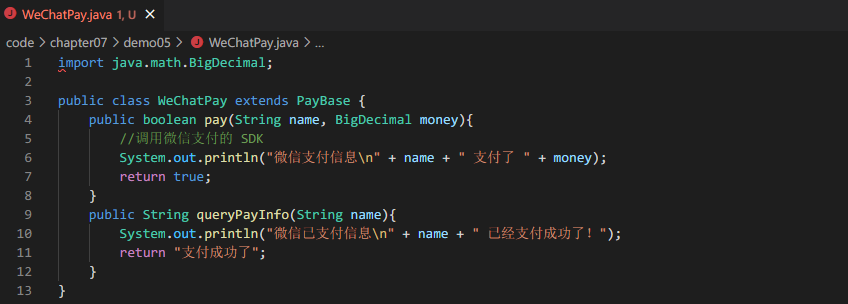 WeChatPay.java 1, U
code > chapter07 > demo05 > WeChatPay.java > ...
1 import java.math.BigDecimal;
2
3 public class WeChatPay extends PayBase {
4     public boolean pay(String name, BigDecimal money){
5         //调用微信支付的 SDK
6         System.out.println("微信支付信息\n" + name + " 支付了 " + money);
7         return true;
8     }
9     public String queryPayInfo(String name){
10         System.out.println("微信已支付信息\n" + name + " 已经支付成功了！");
11         return "支付成功了";
12     }
13 }